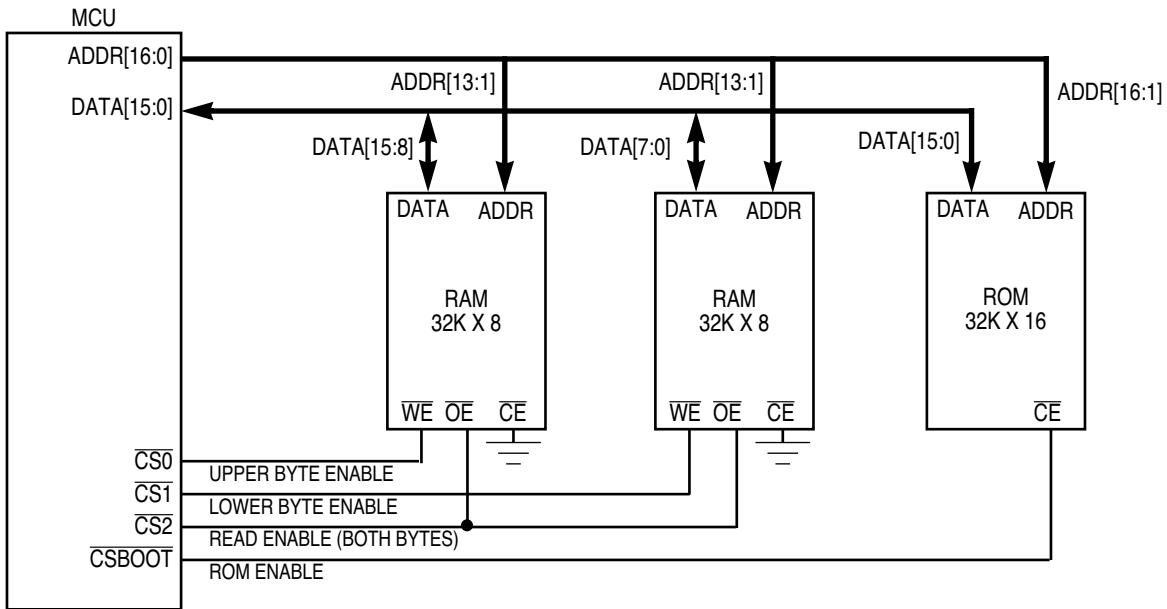 MCU
ADDR[16:0]
DATA[15:0]
ADDR[13:1]
ADDR[13:1]
ADDR[16:1]
DATA[15:8]
DATA[7:0]
DATA[15:0]
DATA ADDR
DATA ADDR
DATA ADDR
RAM
32K X 8
RAM
32K X 8
ROM
32K X 16
WE OE CE
WE OE CE
CE
CS0
UPPER BYTE ENABLE
CS1
LOWER BYTE ENABLE
CS2
READ ENABLE (BOTH BYTES)
CSBOOT
ROM ENABLE